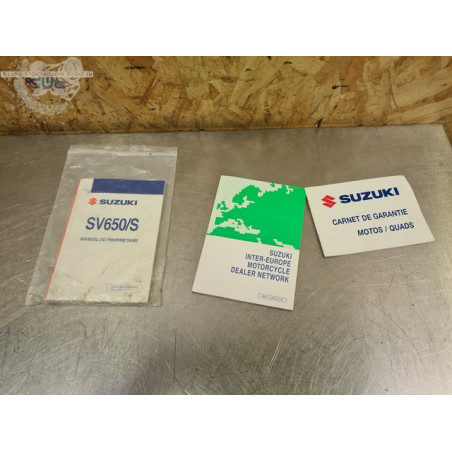 SUZUKI
SV650/S
MANUEL DU PROPRIETAIRE
SUZUKI
INTER-EUROPE
MOTORCYCLE
DEALER NETWORK
SUZUKI
CARNET DE GARANTIE
MOTOS / QUADS